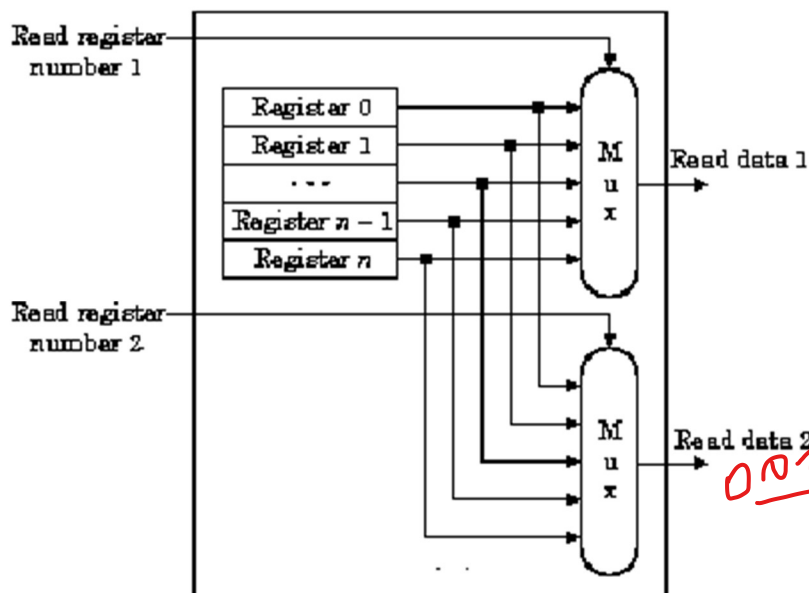 Read register
number 1
Register 0
Register 1
...
Register n – 1
Register n
M
u
x
Read data 1
Read register
number 2
M
u
x
Read data 2
...